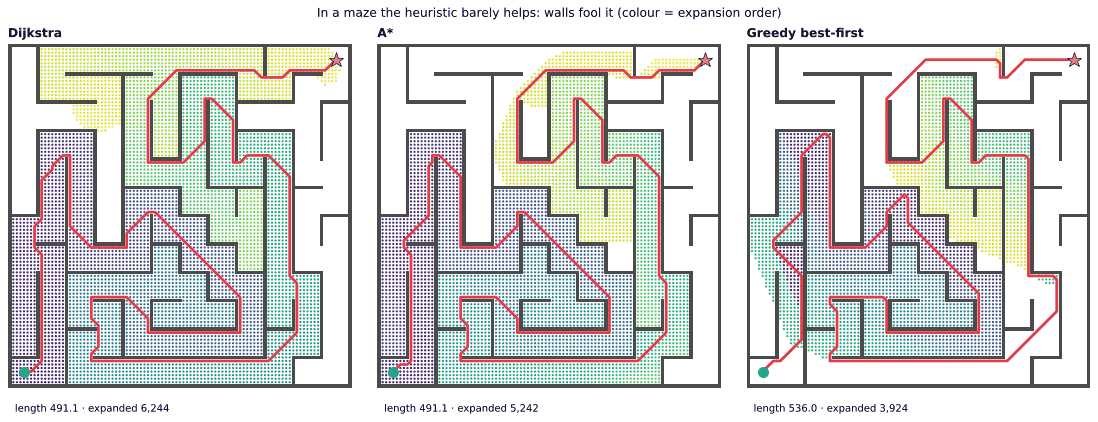 In a maze the heuristic barely helps: walls fool it (colour = expansion order)
Dijkstra
A*
Greedy best-first
length 491.1 · expanded 6,244
length 491.1 · expanded 5,242
length 536.0 · expanded 3,924